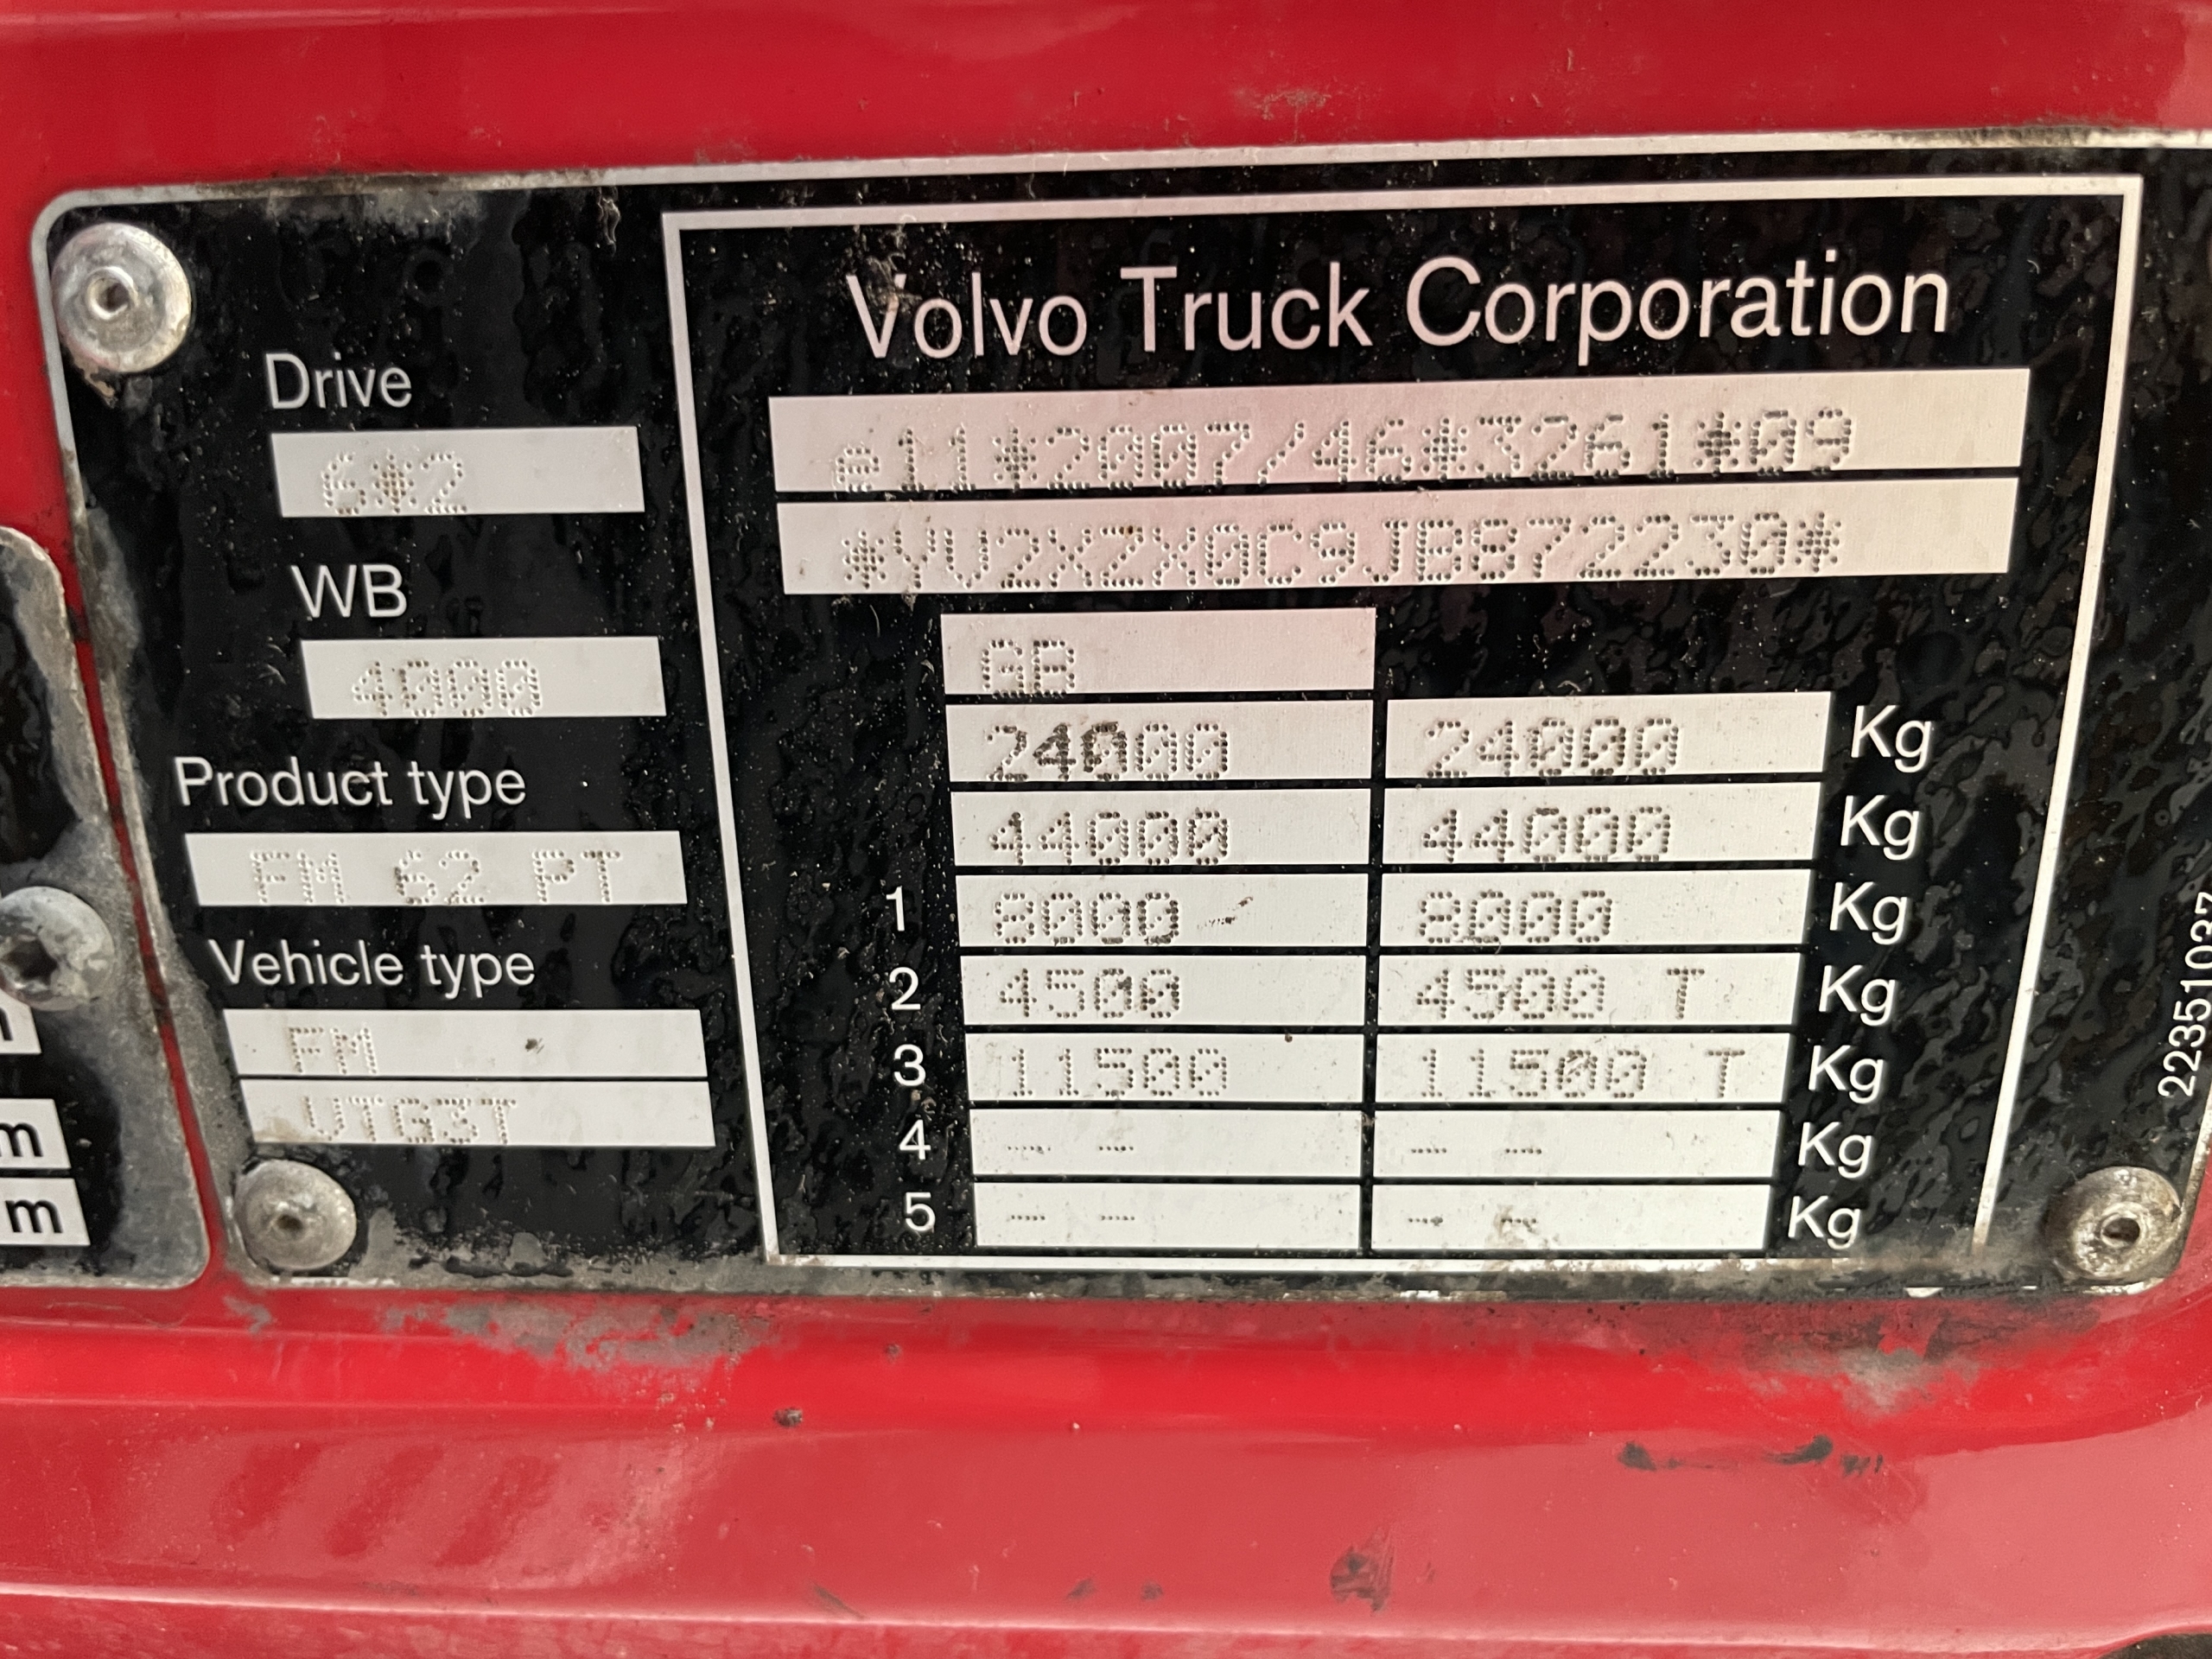 Volvo Truck Corporation
Drive
6*2
WB
4000
Product type
FM 62 PT
Vehicle type
FM
VTG3T
e11*2007/46*3261*09
*YV2XZX0C9JB872230*
GB
24000 24000 Kg
44000 44000 Kg
1 8000 8000 Kg
2 4500 4500 T Kg
3 11500 11500 T Kg
4 -- -- -- -- Kg
5 -- -- -- -- Kg
22351037
m
m